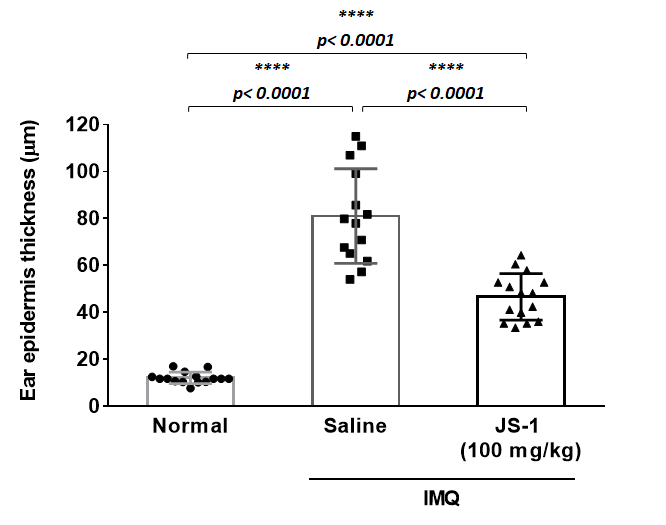 ****
p< 0.0001
**** ****
p< 0.0001 p< 0.0001
Ear epidermis thickness (µm)
120
100
80
60
40
20
0
Normal Saline JS-1
(100 mg/kg)
IMQ